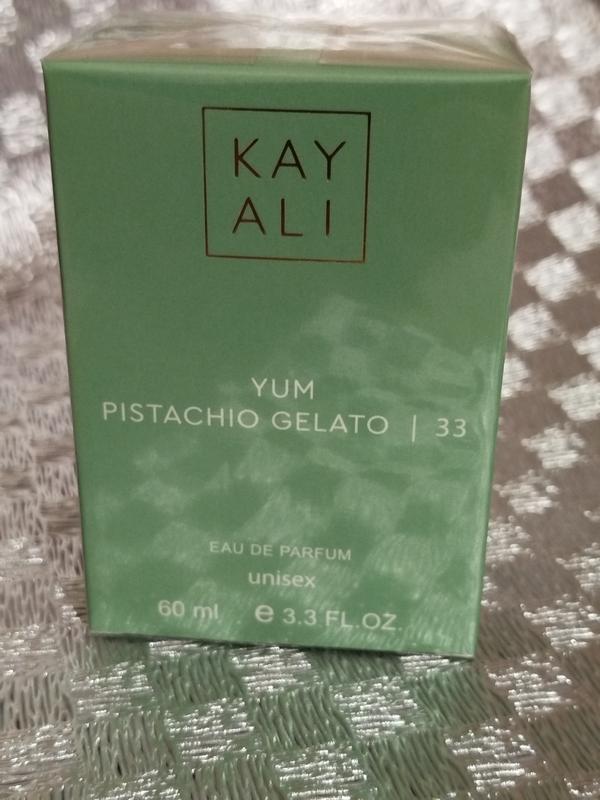 KAY
ALI
YUM
PISTACHIO GELATO | 33
EAU DE PARFUM
unisex
60 ml ℮ 3.3 FL.OZ.